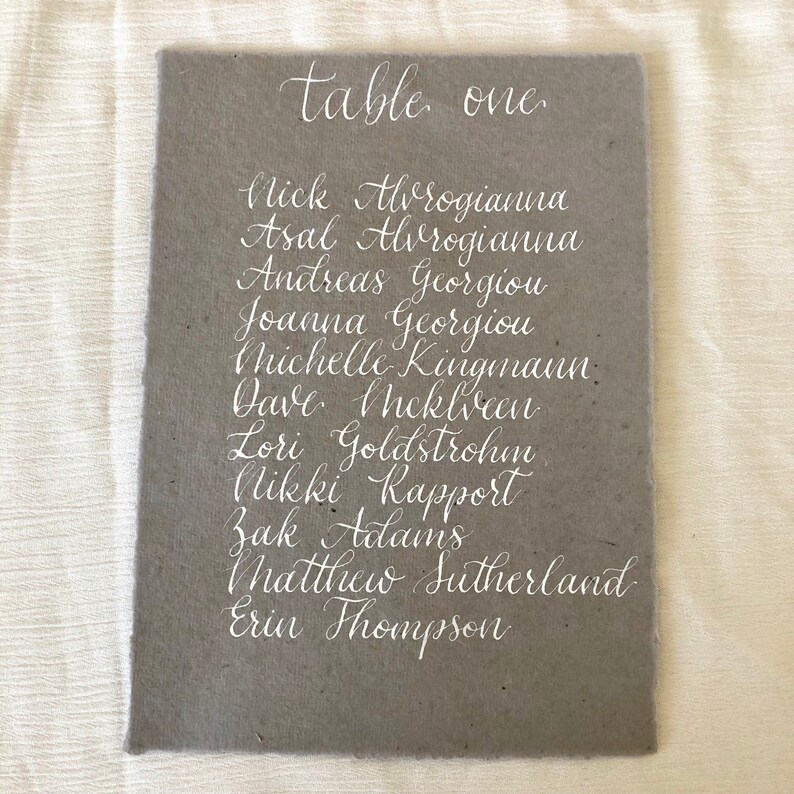 table one
Nick Alvrogianna
Asal Alvrogianna
Andreas Georgiou
Joanna Georgiou
Michelle Kingmann
Dave McKlveen
Lori Goldstrohm
Nikki Rapport
Zak Adams
Matthew Sutherland
Erin Thompson